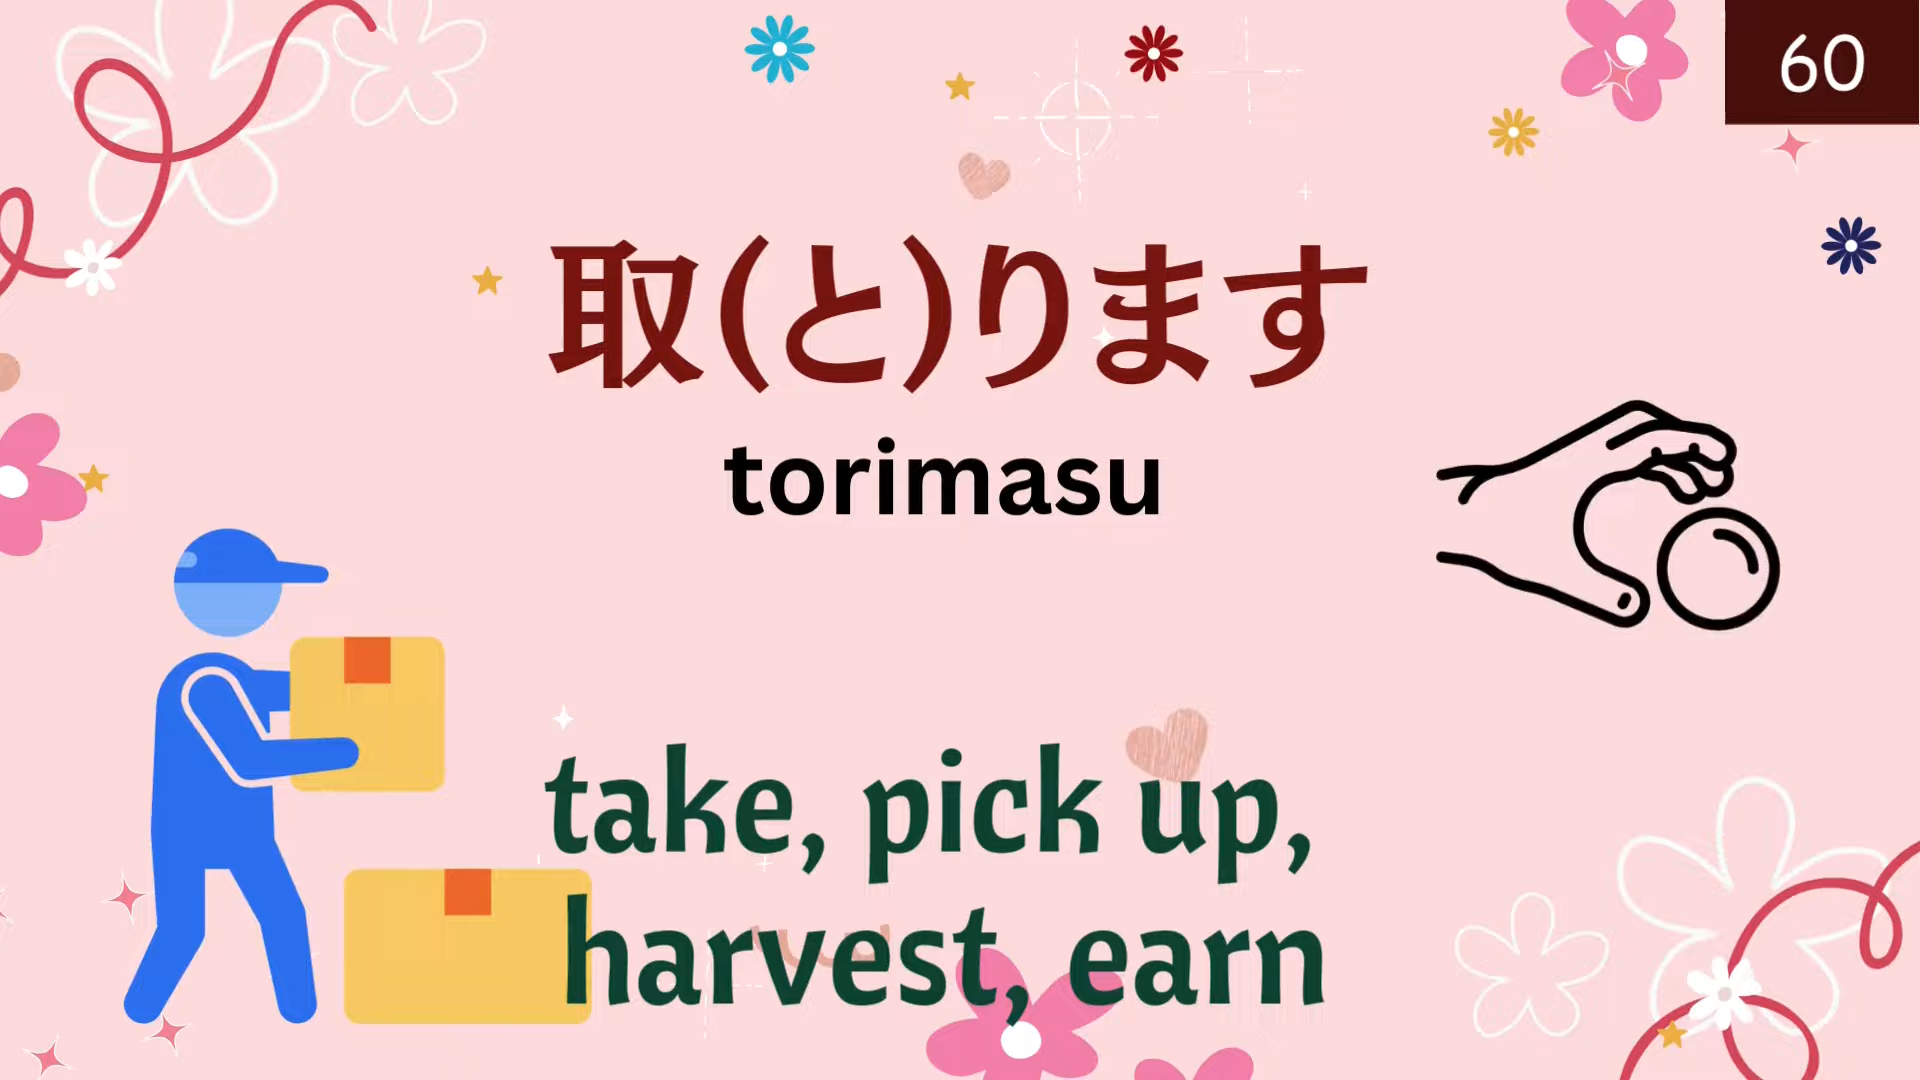 60
取(と)ります
torimasu
take, pick up,
harvest, earn